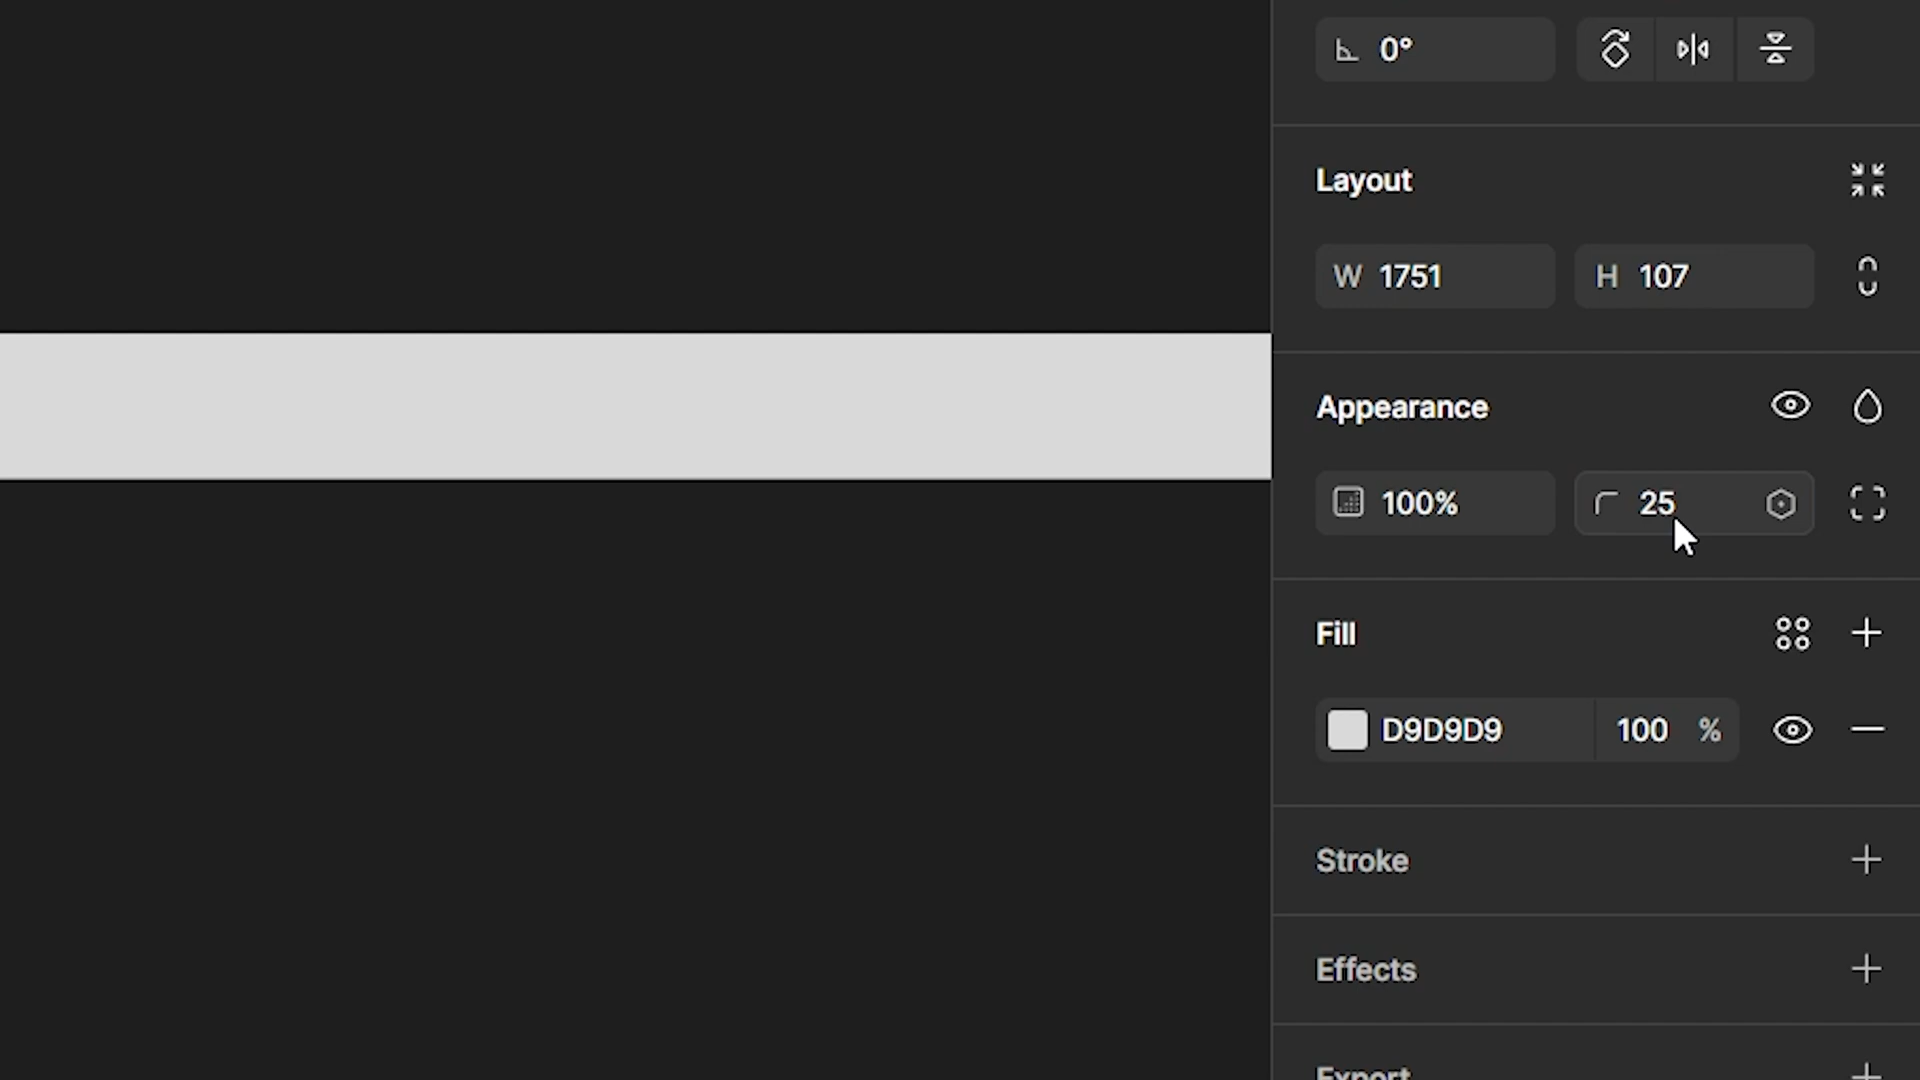 0°
Layout
W 1751 H 107
Appearance
100% 25
Fill
D9D9D9 100 %
Stroke
Effects
Export